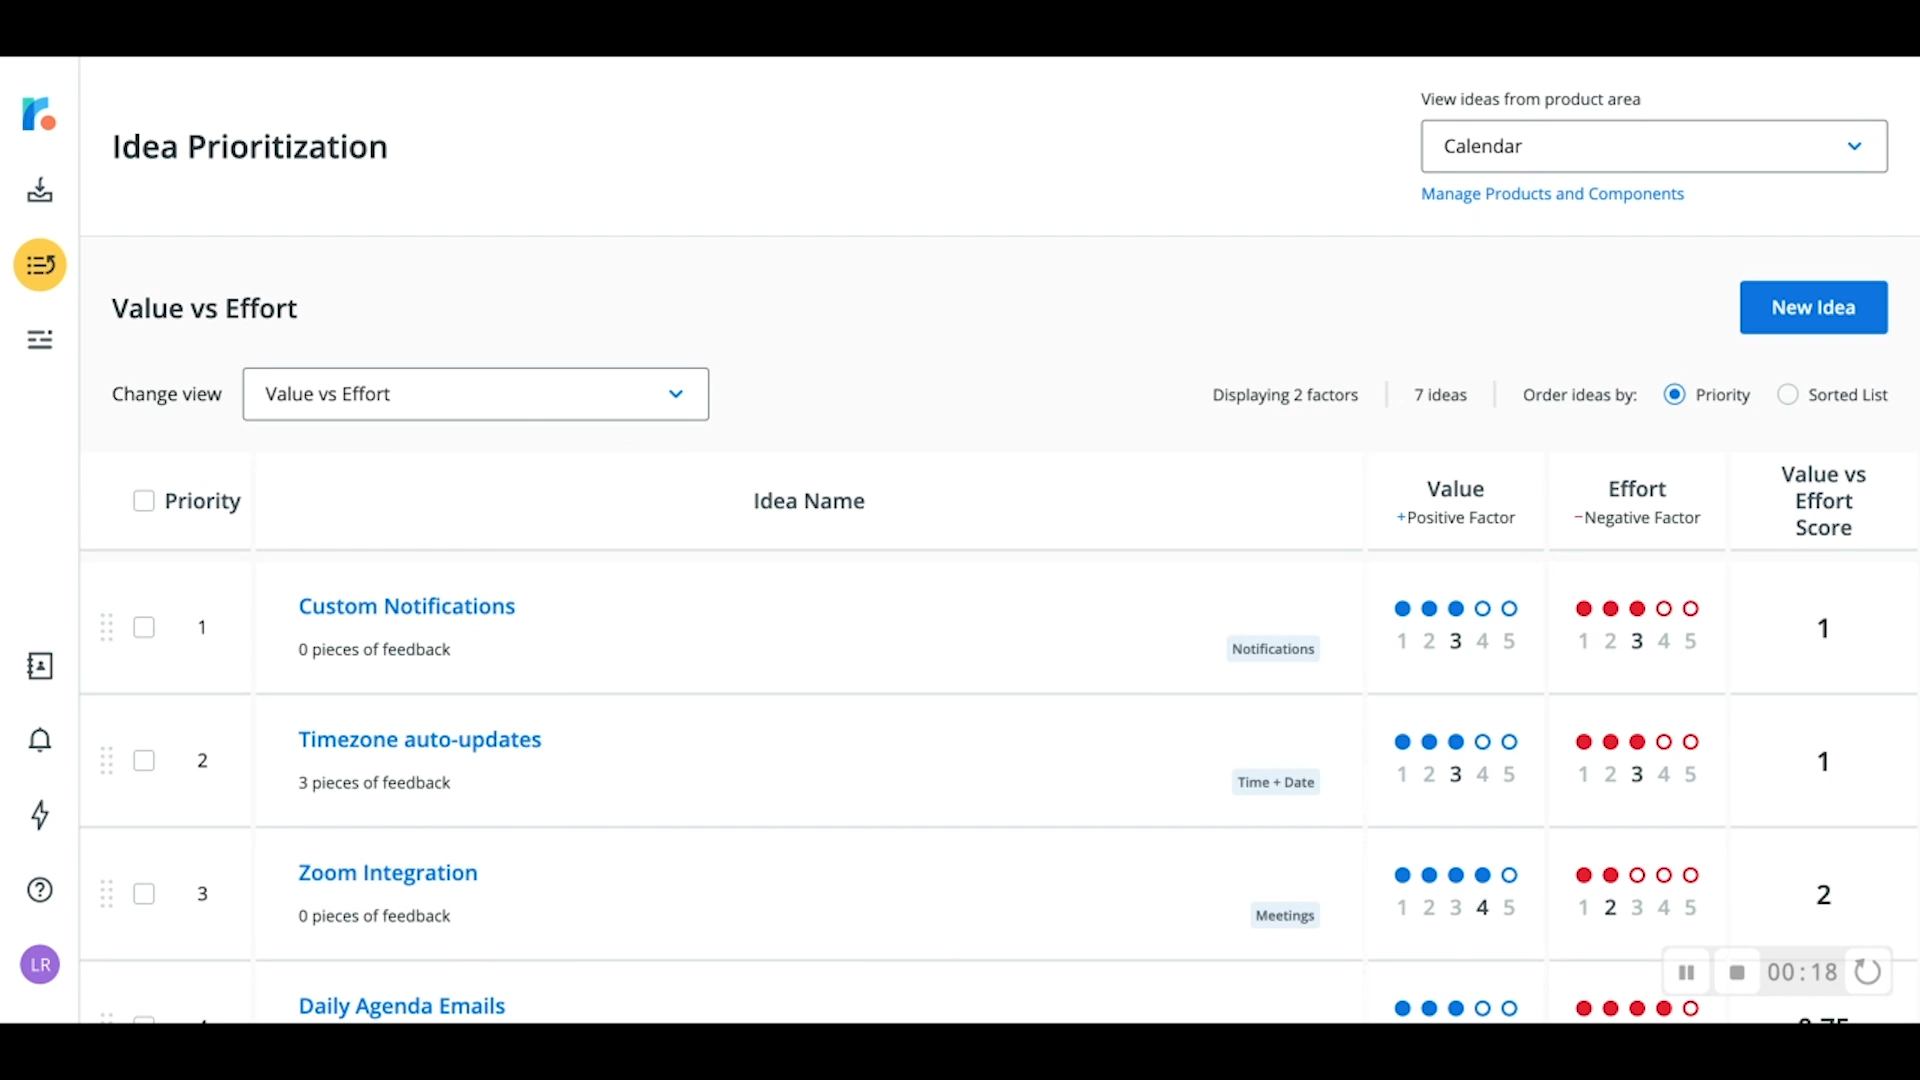 View ideas from product area
Idea Prioritization
Calendar
Manage Products and Components
Value vs Effort
New Idea
Change view
Value vs Effort
Displaying 2 factors
7 ideas
Order ideas by:
Priority
Sorted List
Priority
Idea Name
Value
+Positive Factor
Effort
−Negative Factor
Value vs
Effort
Score
1
Custom Notifications
0 pieces of feedback
Notifications
1 2 3 4 5
1 2 3 4 5
1
2
Timezone auto-updates
3 pieces of feedback
Time + Date
1 2 3 4 5
1 2 3 4 5
1
3
Zoom Integration
0 pieces of feedback
Meetings
1 2 3 4 5
1 2 3 4 5
2
LR
00:18
Daily Agenda Emails